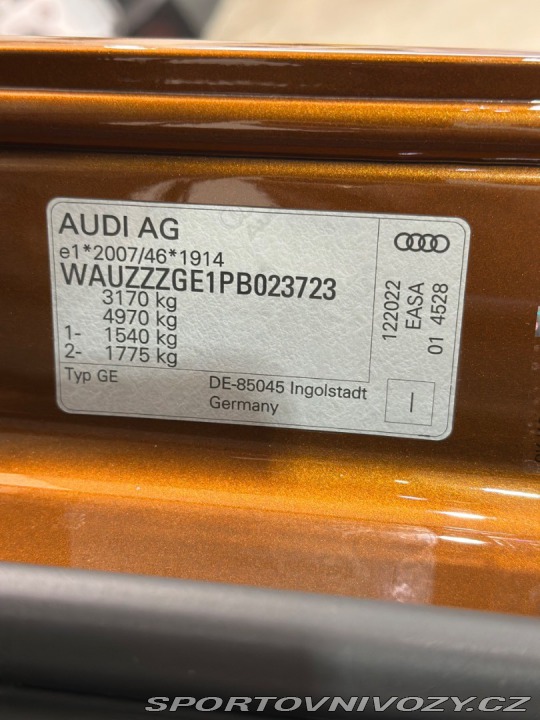 AUDI AG
e1*2007/46*1914
WAUZZZGE1PB023723
3170 kg
4970 kg
1- 1540 kg
2- 1775 kg
Typ GE
DE-85045 Ingolstadt
Germany
122022
EASA
01 4528
I
SPORTOVNIVOZY.CZ